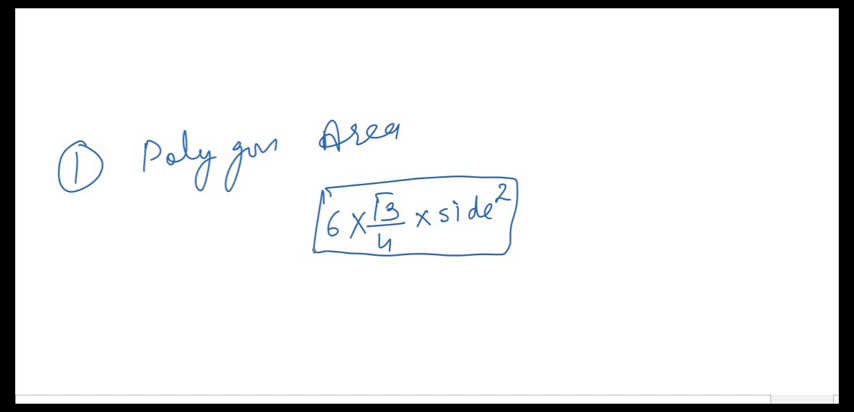 ① Polygon Area
6 × √3/4 × side²